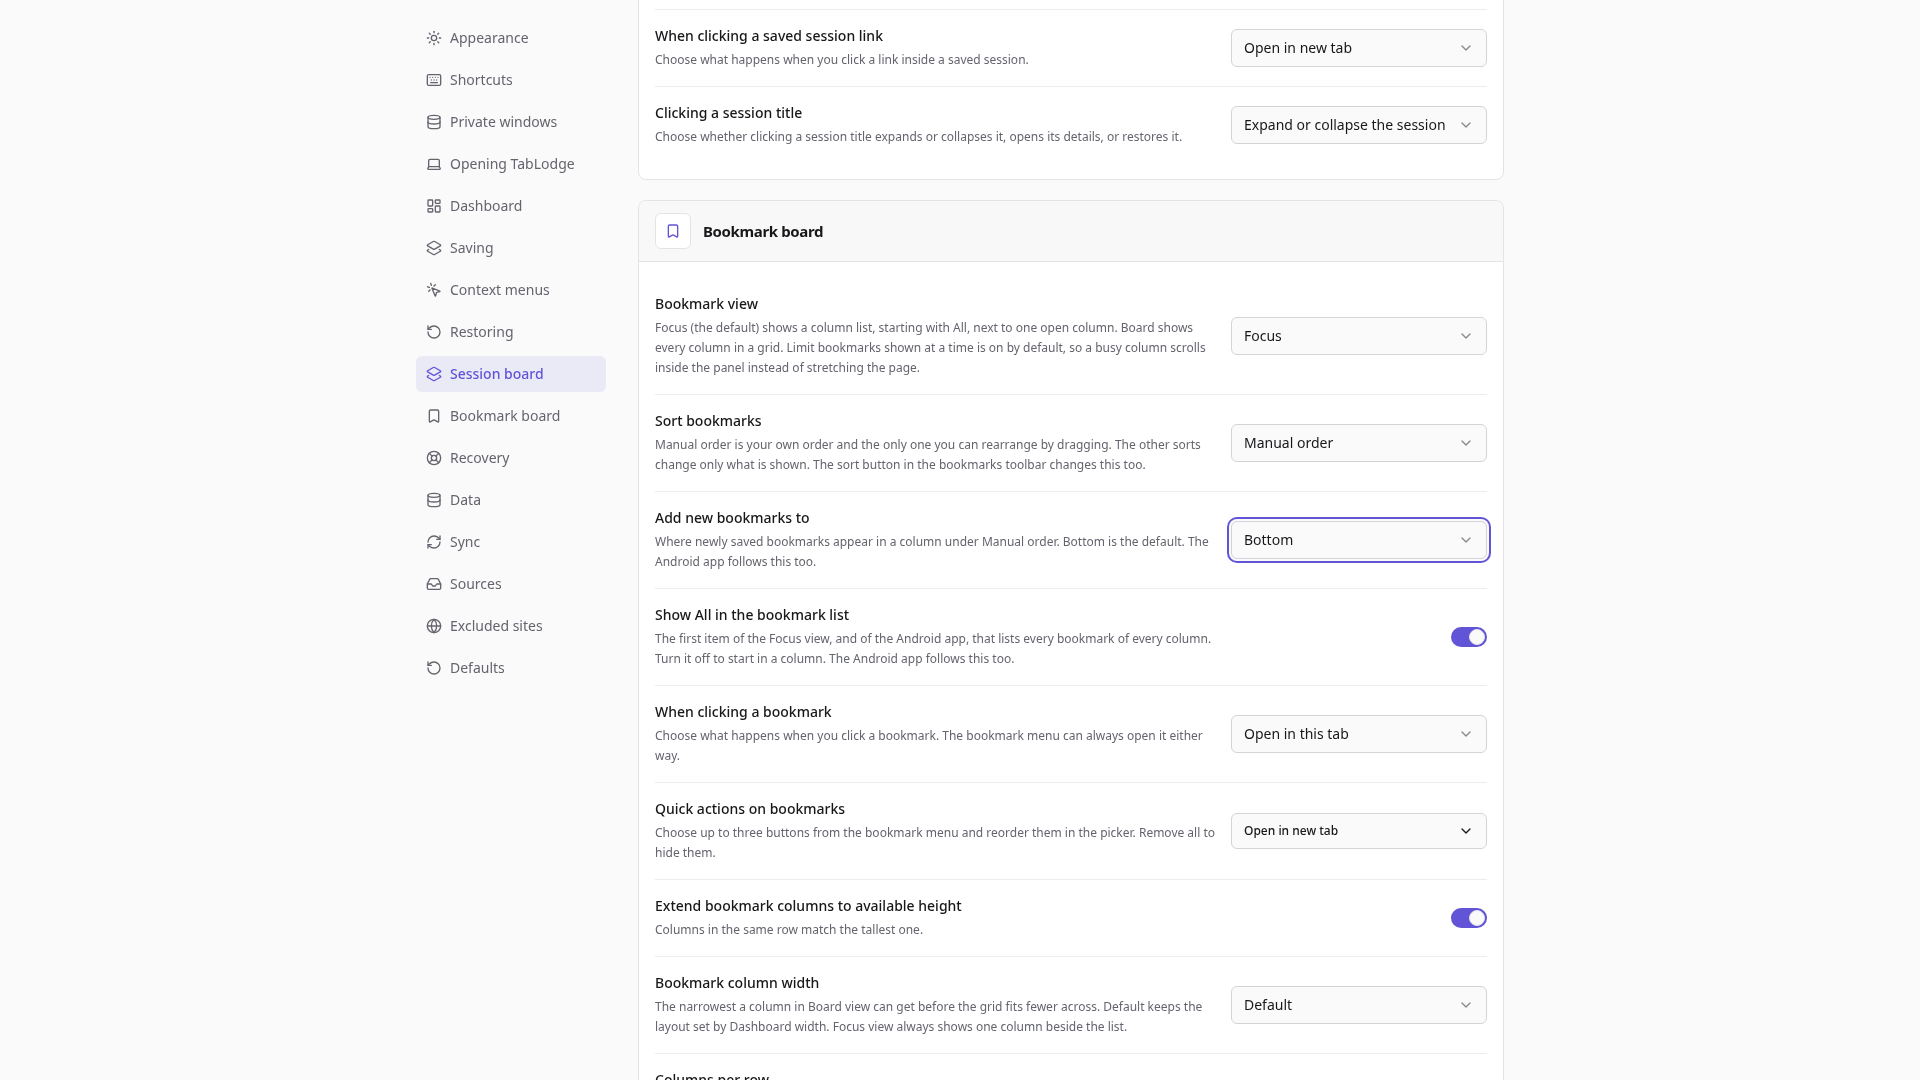 Appearance
Shortcuts
Private windows
Opening TabLodge
Dashboard
Saving
Context menus
Restoring
Session board
Bookmark board
Recovery
Data
Sync
Sources
Excluded sites
Defaults
When clicking a saved session link
Choose what happens when you click a link inside a saved session.
Open in new tab
Clicking a session title
Choose whether clicking a session title expands or collapses it, opens its details, or restores it.
Expand or collapse the session
Bookmark board
Bookmark view
Focus (the default) shows a column list, starting with All, next to one open column. Board shows
every column in a grid. Limit bookmarks shown at a time is on by default, so a busy column scrolls
inside the panel instead of stretching the page.
Focus
Sort bookmarks
Manual order is your own order and the only one you can rearrange by dragging. The other sorts
change only what is shown. The sort button in the bookmarks toolbar changes this too.
Manual order
Add new bookmarks to
Where newly saved bookmarks appear in a column under Manual order. Bottom is the default. The
Android app follows this too.
Bottom
Show All in the bookmark list
The first item of the Focus view, and of the Android app, that lists every bookmark of every column.
Turn it off to start in a column. The Android app follows this too.
When clicking a bookmark
Choose what happens when you click a bookmark. The bookmark menu can always open it either
way.
Open in this tab
Quick actions on bookmarks
Choose up to three buttons from the bookmark menu and reorder them in the picker. Remove all to
hide them.
Open in new tab
Extend bookmark columns to available height
Columns in the same row match the tallest one.
Bookmark column width
The narrowest a column in Board view can get before the grid fits fewer across. Default keeps the
layout set by Dashboard width. Focus view always shows one column beside the list.
Default
Columns per row